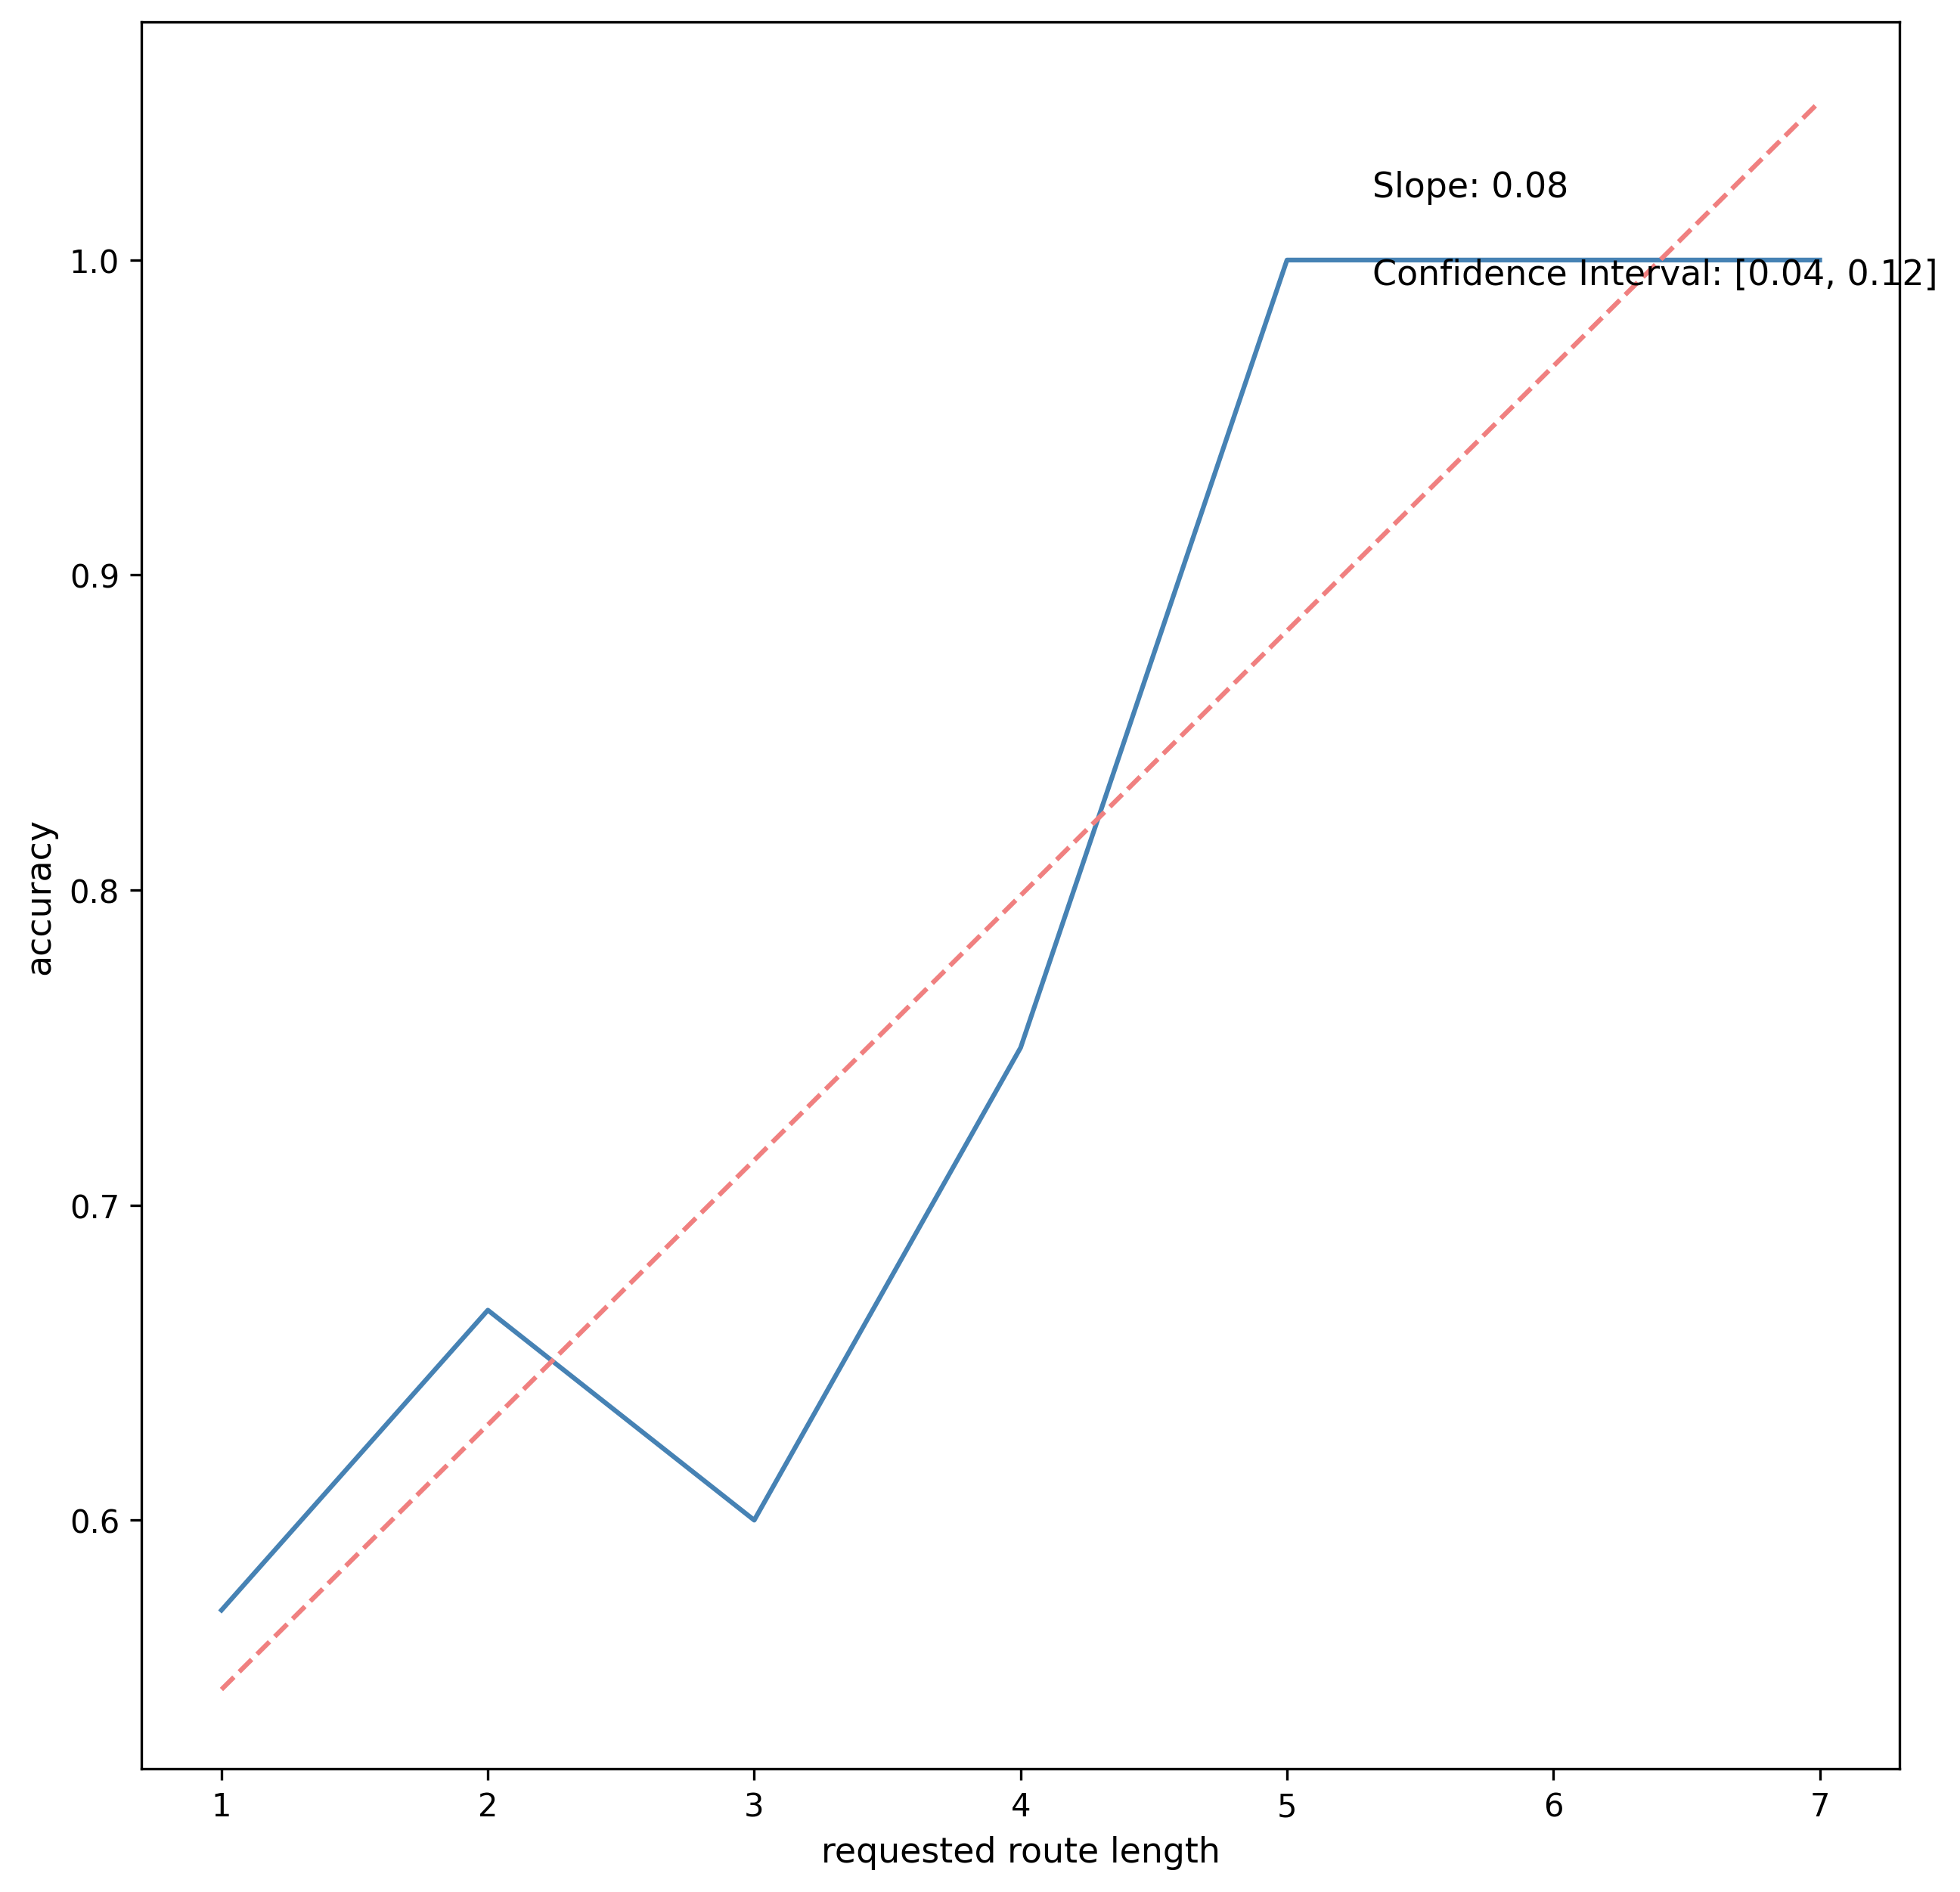 Slope: 0.08
1.0
Confidence Interval: [0.04, 0.12]
0.9
0.8
accuracy
0.7
0.6
1 2 3 4 5 6 7
requested route length